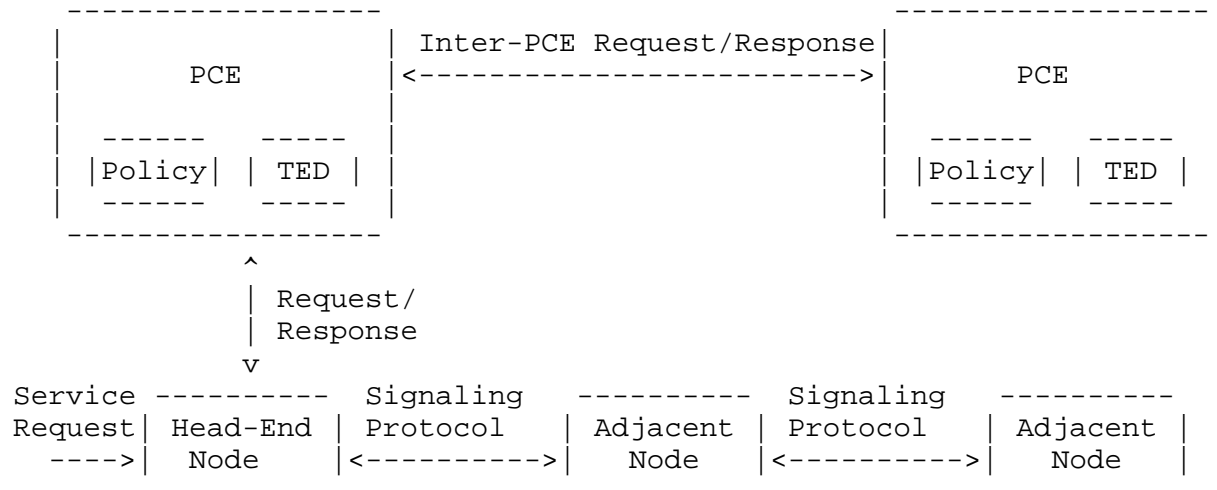 Inter-PCE Request/Response
PCE PCE
Policy TED Policy TED
Request/
Response
Service Signaling Signaling
Request Head-End Protocol Adjacent Protocol Adjacent
Node Node Node